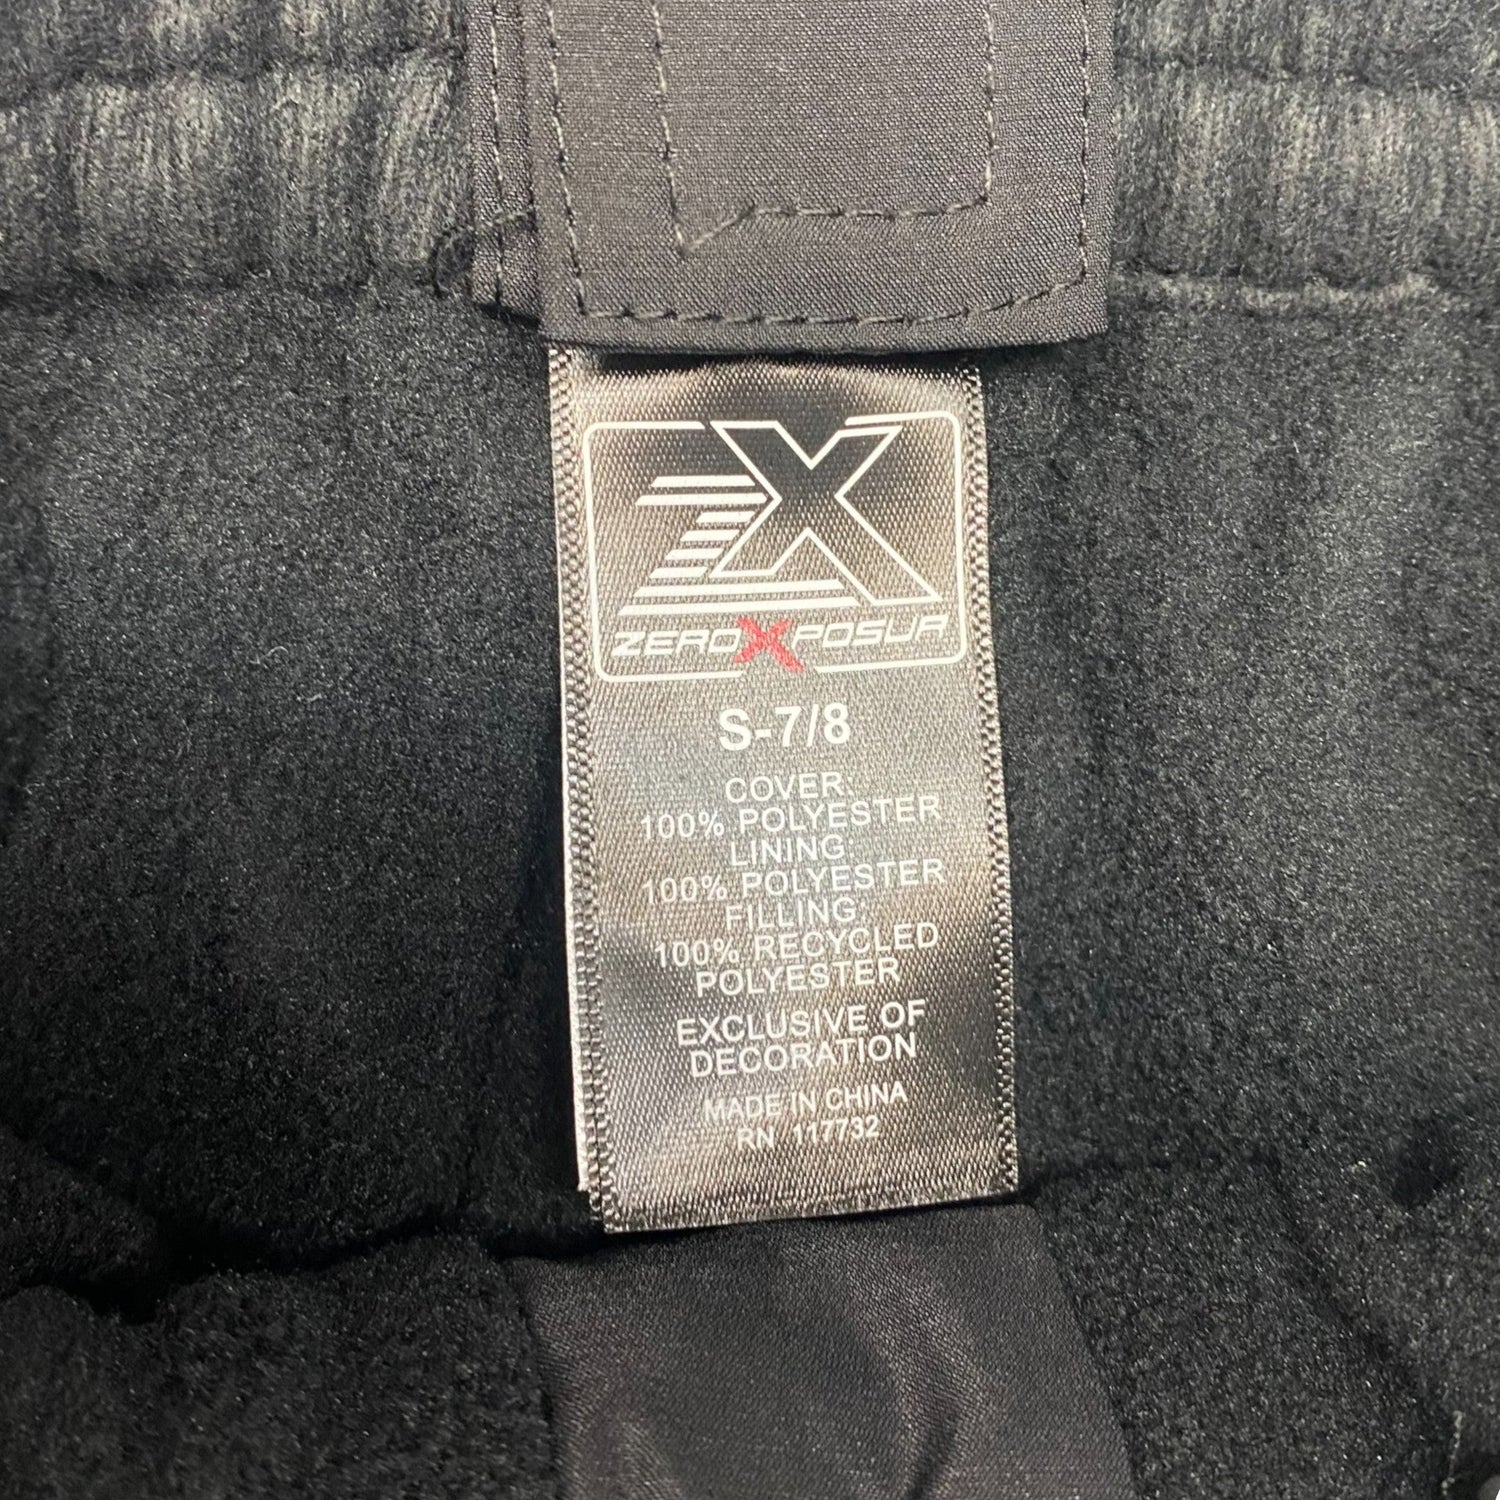 ZX
ZEROXPOSUR
S-7/8
COVER:
100% POLYESTER
LINING:
100% POLYESTER
FILLING:
100% RECYCLED
POLYESTER
EXCLUSIVE OF
DECORATION
MADE IN CHINA
RN 117732